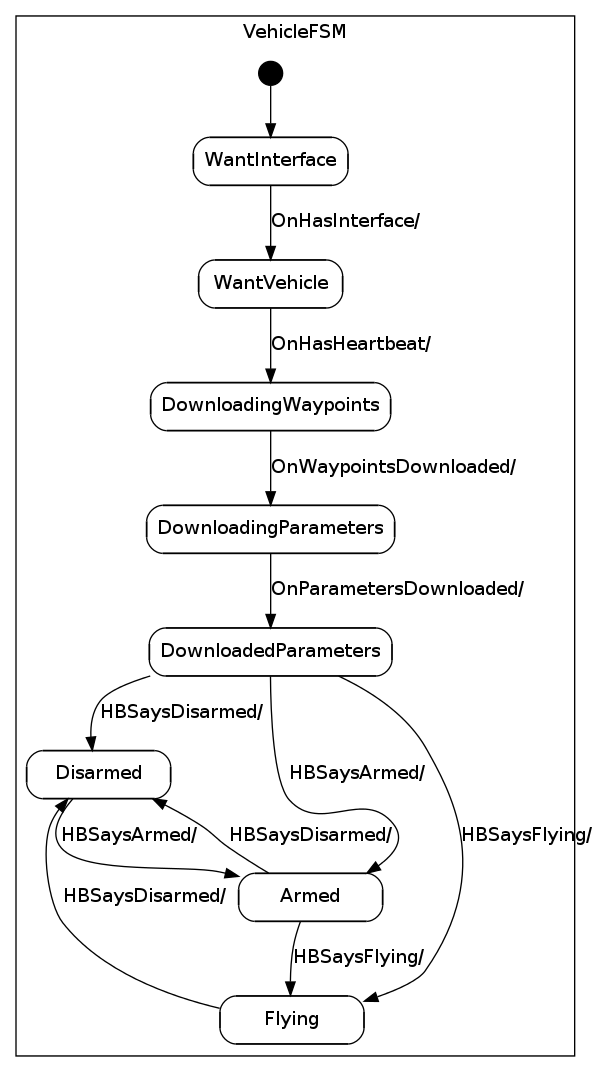 VehicleFSM
WantInterface
OnHasInterface/
WantVehicle
OnHasHeartbeat/
DownloadingWaypoints
OnWaypointsDownloaded/
DownloadingParameters
OnParametersDownloaded/
DownloadedParameters
HBSaysDisarmed/
Disarmed
HBSaysArmed/
HBSaysArmed/
HBSaysDisarmed/
HBSaysFlying/
HBSaysDisarmed/
Armed
HBSaysFlying/
Flying